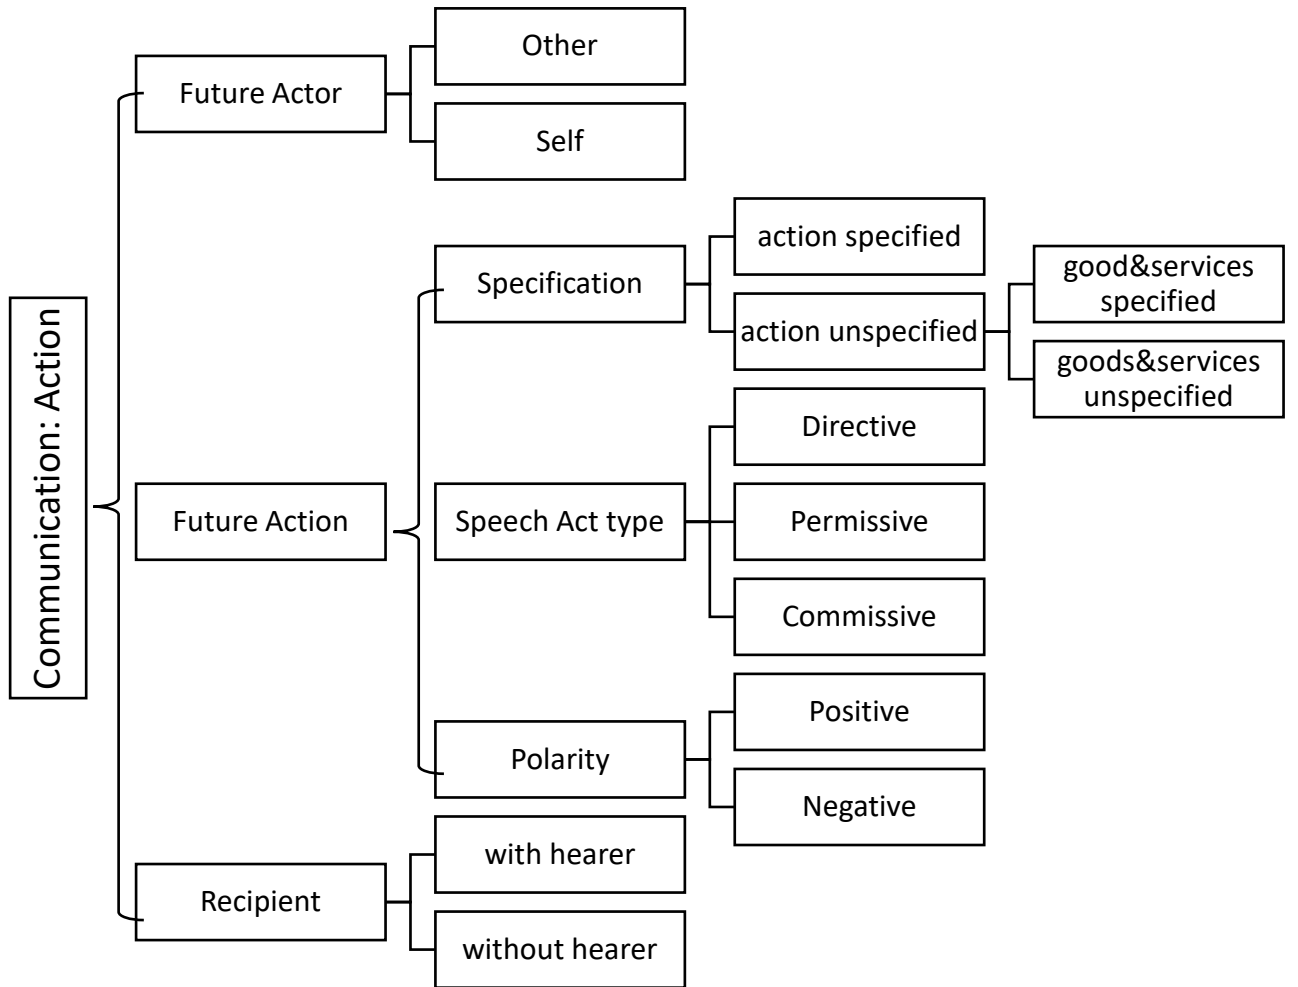 Communication: Action
Future Actor
Other
Self
Future Action
Specification
action specified
action unspecified
good&services
specified
goods&services
unspecified
Speech Act type
Directive
Permissive
Commissive
Polarity
Positive
Negative
Recipient
with hearer
without hearer